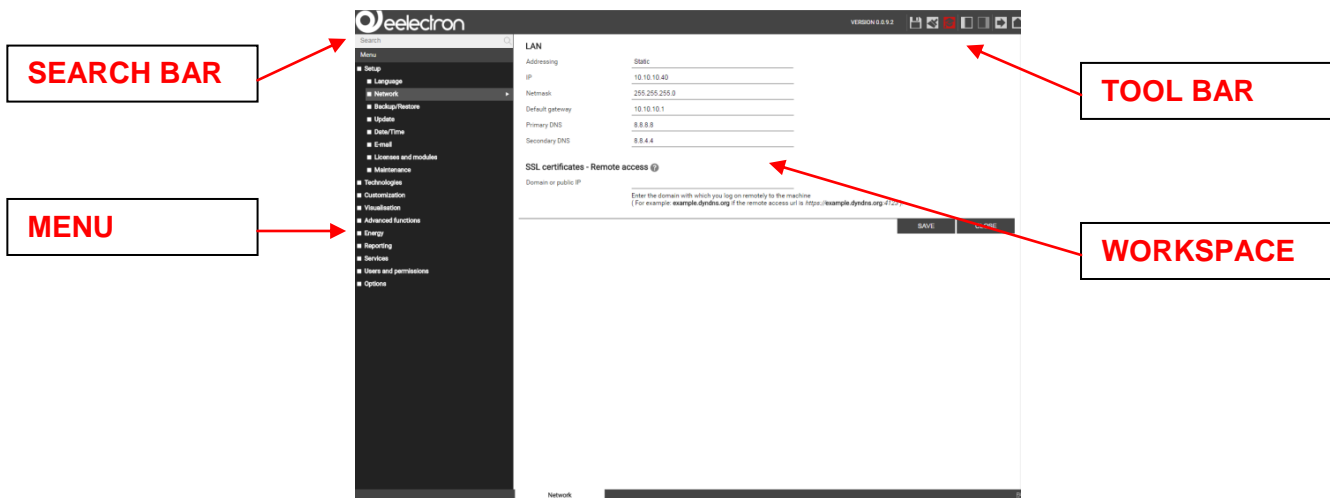 eelectron
VERSION 0.0.9.2
SEARCH BAR
Search
Menu
Setup
Language
Network
Backup/Restore
Update
Date/Time
E-mail
Licenses and modules
Maintenance
Technologies
Customization
Visualisation
Advanced functions
Energy
Reporting
Services
Users and permissions
Options
MENU
LAN
Addressing Static
IP 10.10.10.40
Netmask 255.255.255.0
Default gateway 10.10.10.1
Primary DNS 8.8.8.8
Secondary DNS 8.8.4.4
SSL certificates - Remote access
Domain or public IP
Enter the domain with which you log on remotely to the machine
( For example: example.dyndns.org if the remote access url is https://example.dyndns.org:4123 )
SAVE CLOSE
TOOL BAR
WORKSPACE
Network